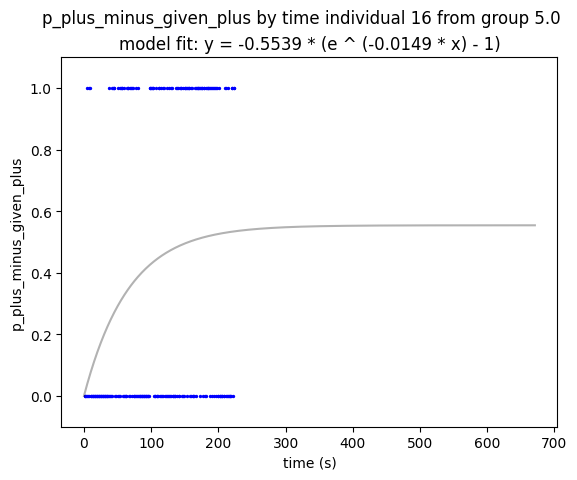 p_plus_minus_given_plus by time individual 16 from group 5.0
model fit: y = -0.5539 * (e ^ (-0.0149 * x) - 1)
1.0
0.8
0.6
0.4
0.2
0.0
p_plus_minus_given_plus
0 100 200 300 400 500 600 700
time (s)